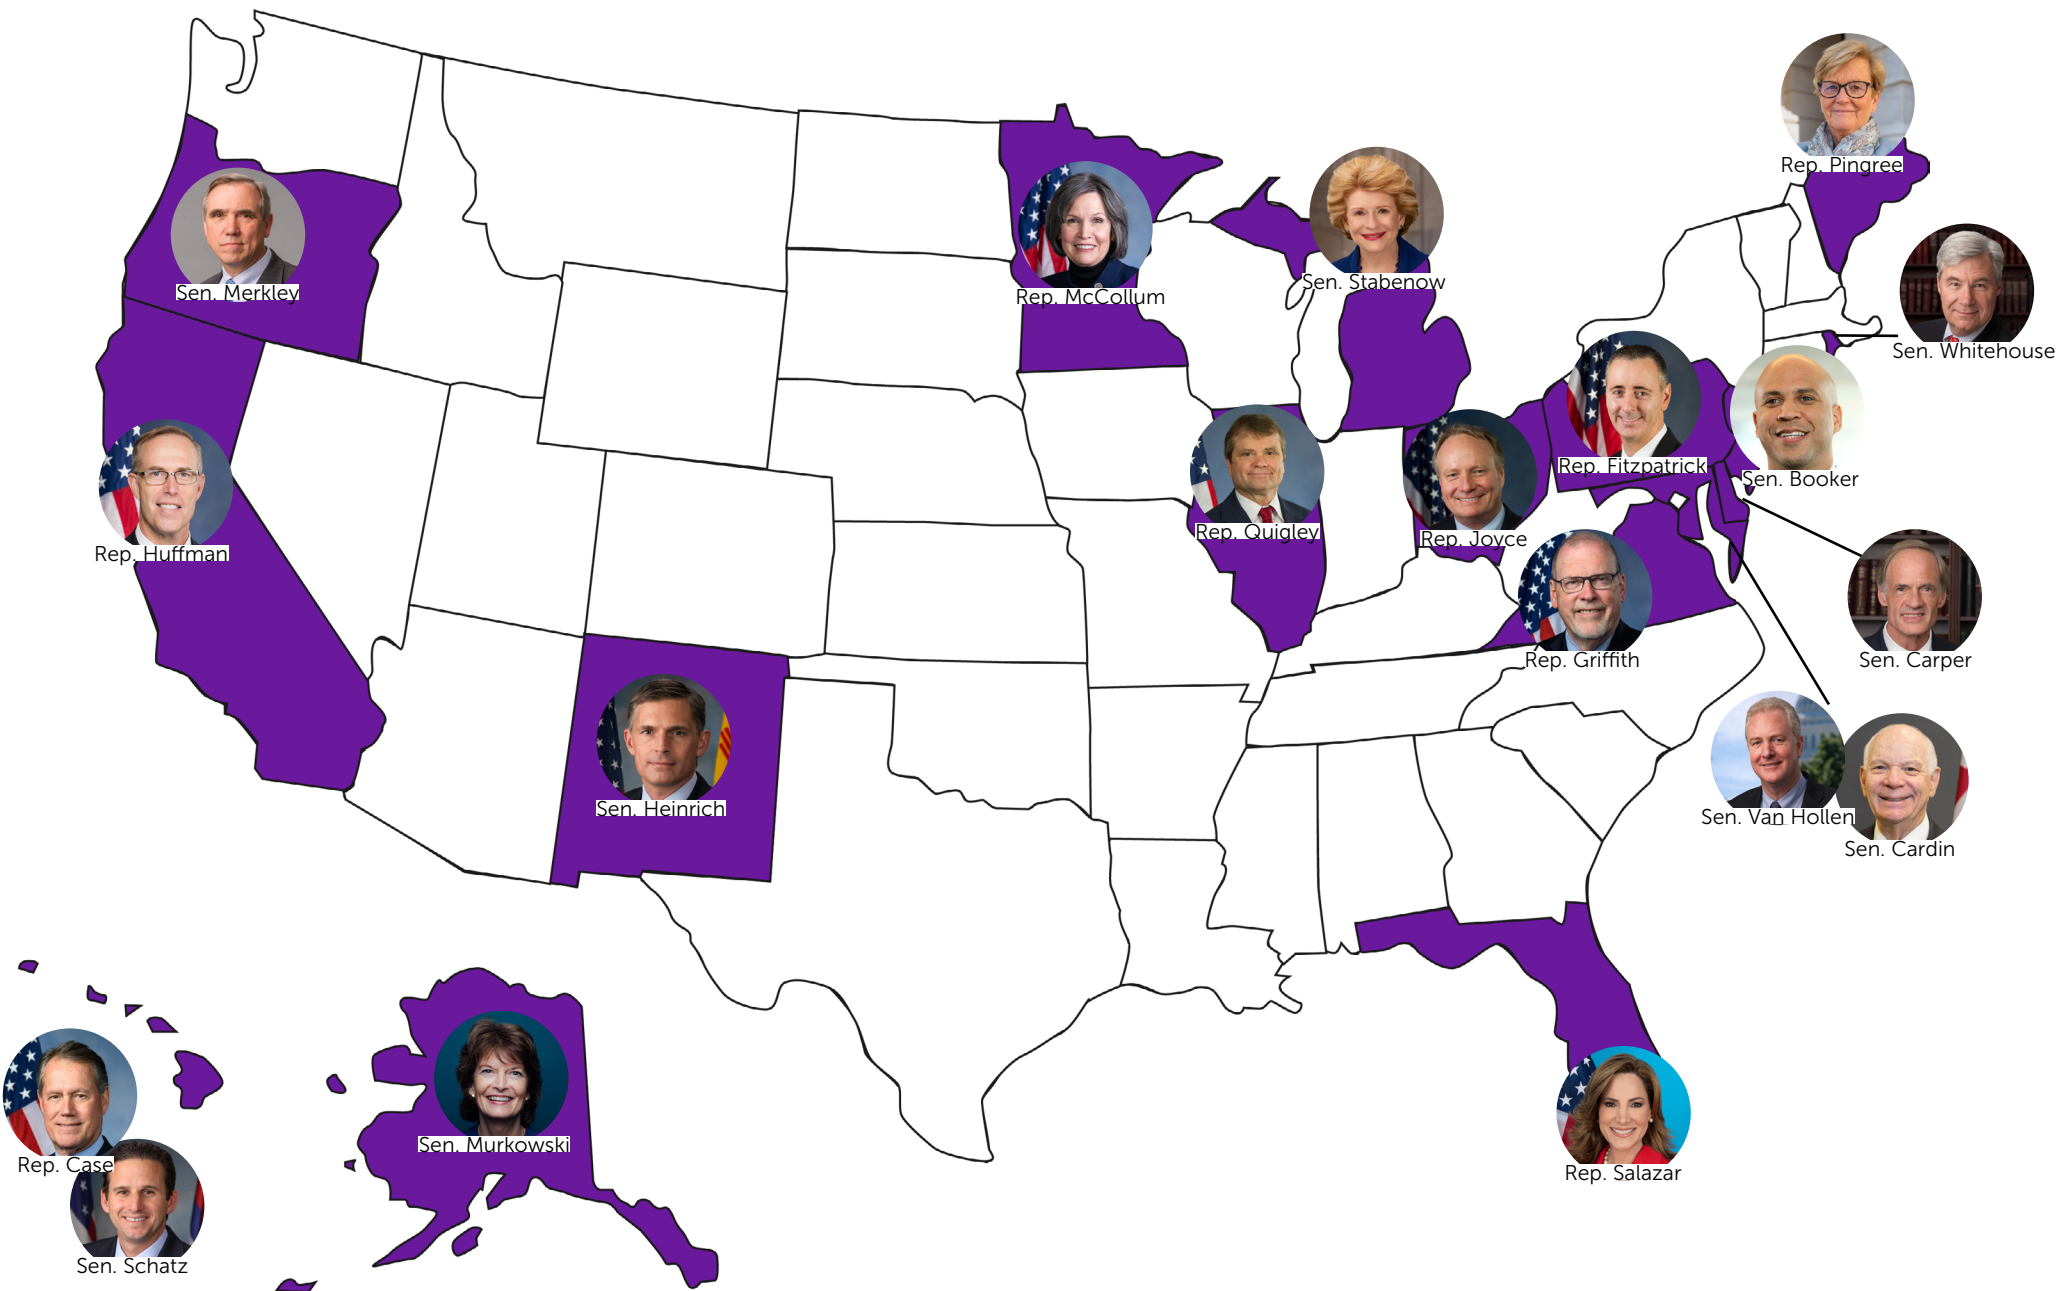 Rep. Pingree
Sen. Merkley
Rep. McCollum
Sen. Stabenow
Sen. Whitehouse
Rep. Fitzpatrick
Sen. Booker
Rep. Huffman
Rep. Quigley
Rep. Joyce
Rep. Griffith
Sen. Carper
Sen. Heinrich
Sen. Van Hollen
Sen. Cardin
Sen. Murkowski
Rep. Case
Rep. Salazar
Sen. Schatz